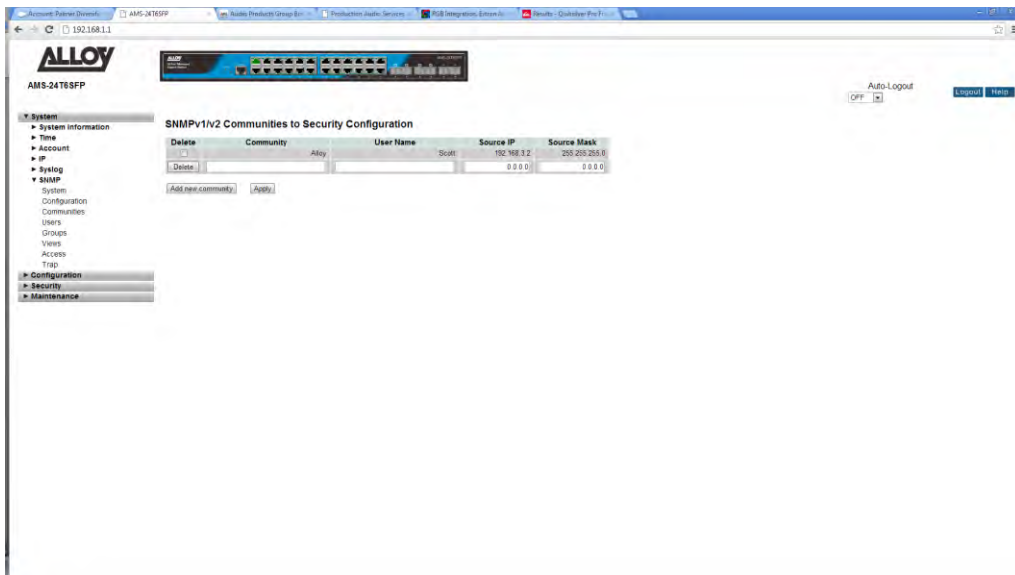 AMS-24T6SFP
Production Audio Services
192.168.1.1
ALLOY
AMS-24T6SFP
Auto-Logout
OFF
Logout Help
▼ System
► System Information
► Time
► Account
► IP
► Syslog
▼ SNMP
System
Configuration
Communities
Users
Groups
Views
Access
Trap
► Configuration
► Security
► Maintenance
SNMPv1/v2 Communities to Security Configuration
Delete Community User Name Source IP Source Mask
Alloy Scott 192.168.3.2 255.255.255.0
Delete 0.0.0.0 0.0.0.0
Add new community Apply